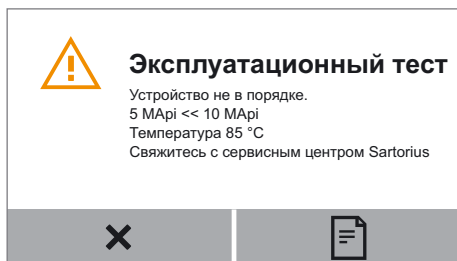 Эксплуатационный тест
Устройство не в порядке.
5 MApi << 10 MApi
Температура 85 °C
Свяжитесь с сервисным центром Sartorius